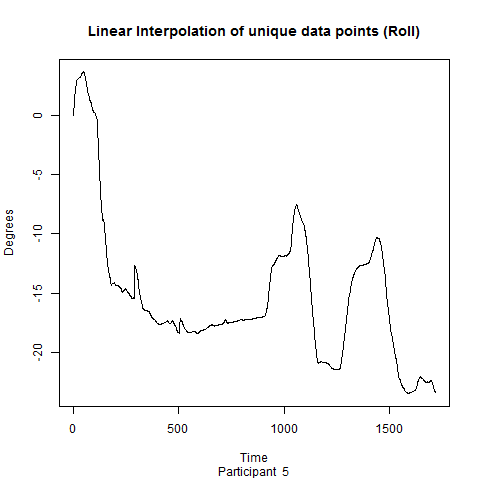 Linear Interpolation of unique data points (Roll)
Degrees
0
-5
-10
-15
-20
0 500 1000 1500
Time
Participant 5